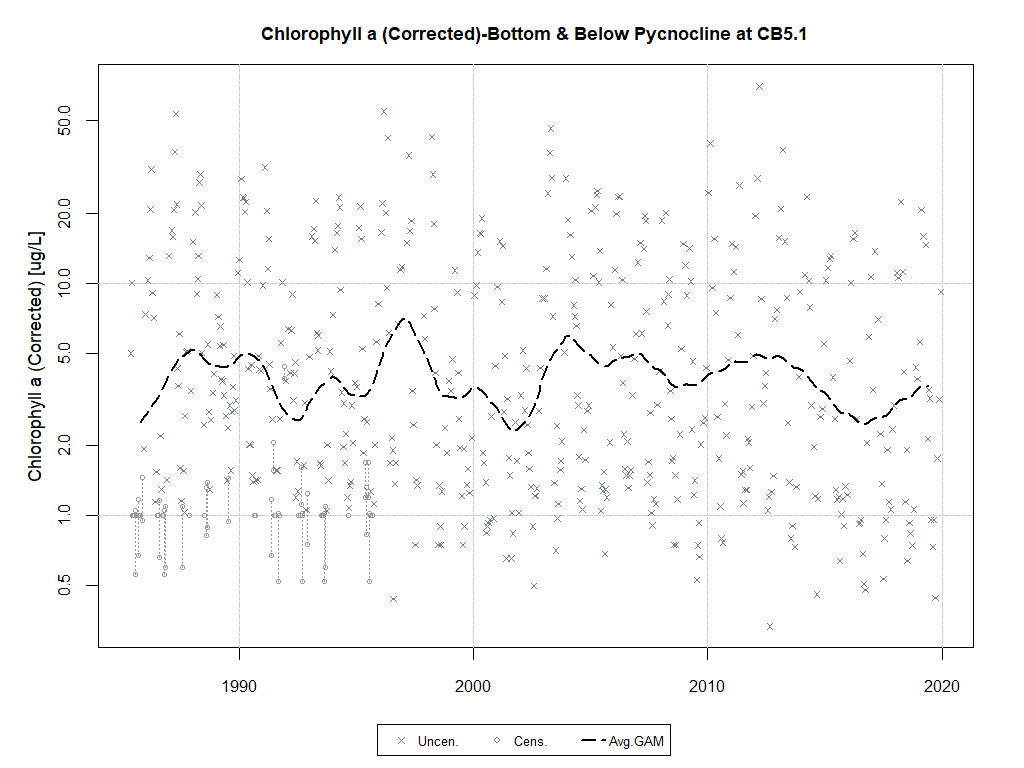 Chlorophyll a (Corrected)-Bottom & Below Pycnocline at CB5.1
Chlorophyll a (Corrected) [ug/L]
50.0
20.0
10.0
5.0
2.0
1.0
0.5
1990 2000 2010 2020
Uncen. Cens. Avg.GAM